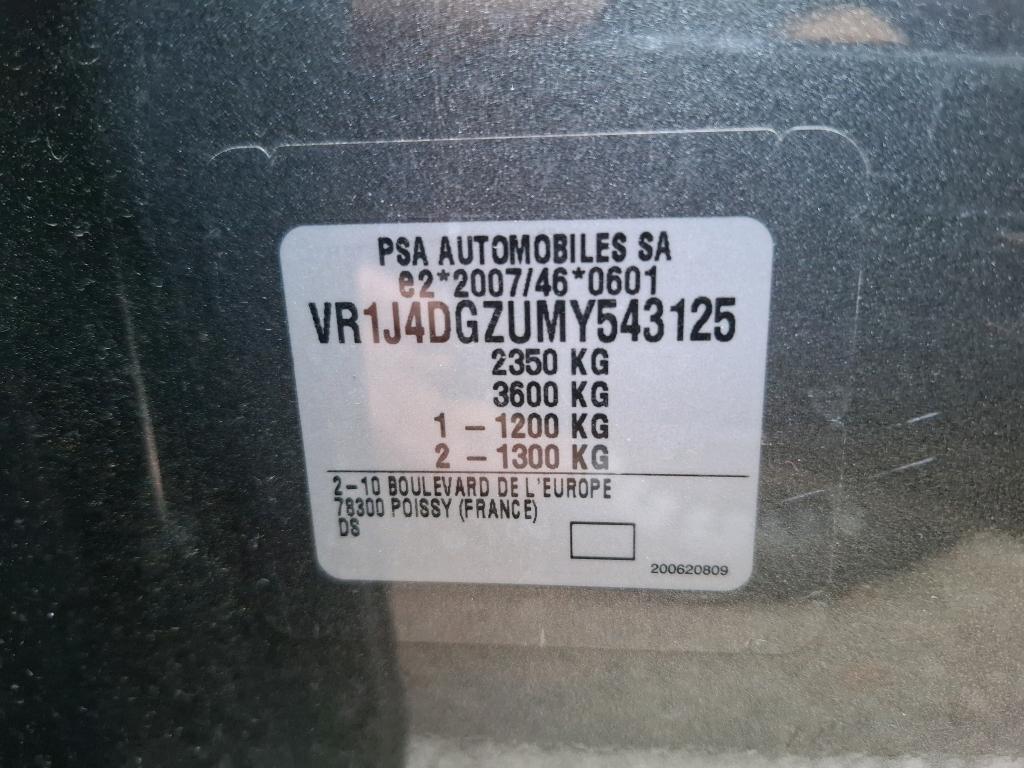 PSA AUTOMOBILES SA
e2*2007/46*0601
VR1J4DGZUMY543125
2350 KG
3600 KG
1 – 1200 KG
2 – 1300 KG
2-10 BOULEVARD DE L'EUROPE
78300 POISSY (FRANCE)
DS
200620809